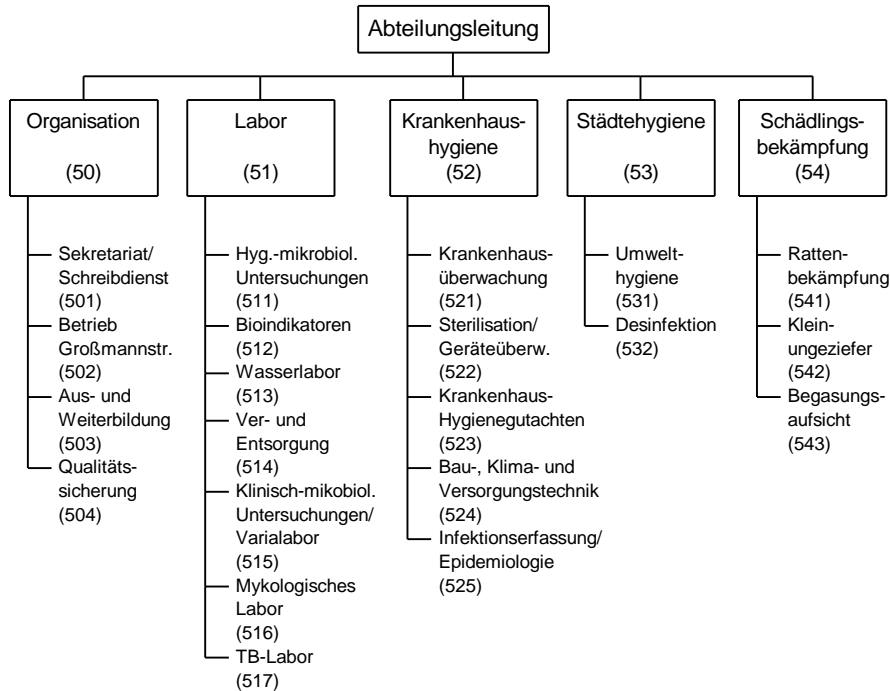 Abteilungsleitung
Organisation
(50)
Labor
(51)
Krankenhaus-
hygiene
(52)
Städtehygiene
(53)
Schädlings-
bekämpfung
(54)
Sekretariat/
Schreibdienst
(501)
Betrieb
Großmannstr.
(502)
Aus- und
Weiterbildung
(503)
Qualitäts-
sicherung
(504)
Hyg.-mikrobiol.
Untersuchungen
(511)
Bioindikatoren
(512)
Wasserlabor
(513)
Ver- und
Entsorgung
(514)
Klinisch-mikobiol.
Untersuchungen/
Varialabor
(515)
Mykologisches
Labor
(516)
TB-Labor
(517)
Krankenhaus-
überwachung
(521)
Sterilisation/
Geräteüberw.
(522)
Krankenhaus-
Hygienegutachten
(523)
Bau-, Klima- und
Versorgungstechnik
(524)
Infektionserfassung/
Epidemiologie
(525)
Umwelt-
hygiene
(531)
Desinfektion
(532)
Ratten-
bekämpfung
(541)
Klein-
ungeziefer
(542)
Begasungs-
aufsicht
(543)